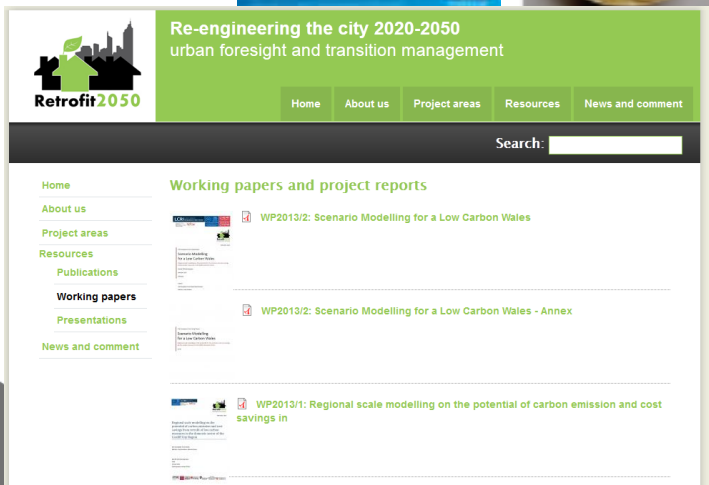 Re-engineering the city 2020-2050
urban foresight and transition management
Retrofit2050
Home
About us
Project areas
Resources
News and comment
Search:
Home
About us
Project areas
Resources
Publications
Working papers
Presentations
News and comment
Working papers and project reports
WP2013/2: Scenario Modelling for a Low Carbon Wales
Scenario Modelling
for a Low Carbon Wales
WP2013/2: Scenario Modelling for a Low Carbon Wales - Annex
Scenario Modelling
for a Low Carbon Wales
WP2013/1: Regional scale modelling on the potential of carbon emission and cost
savings in